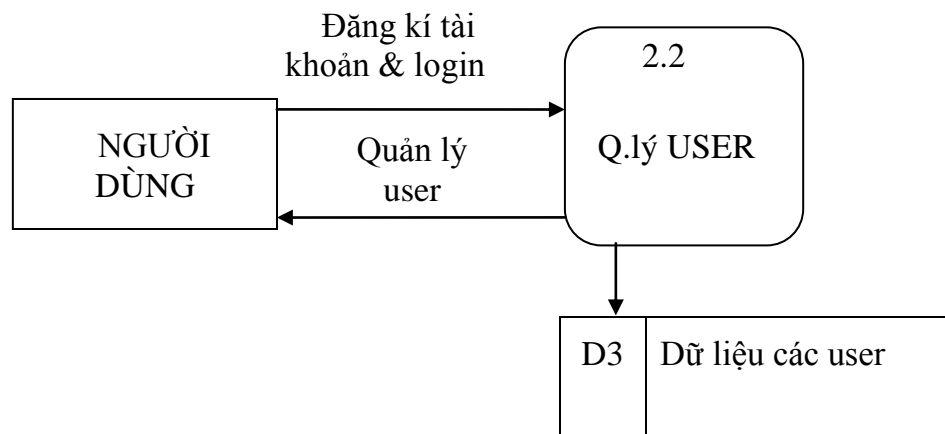 Đăng kí tài
khoản & login
2.2
NGƯỜI
DÙNG
Quản lý
user
Q.lý USER
D3
Dữ liệu các user